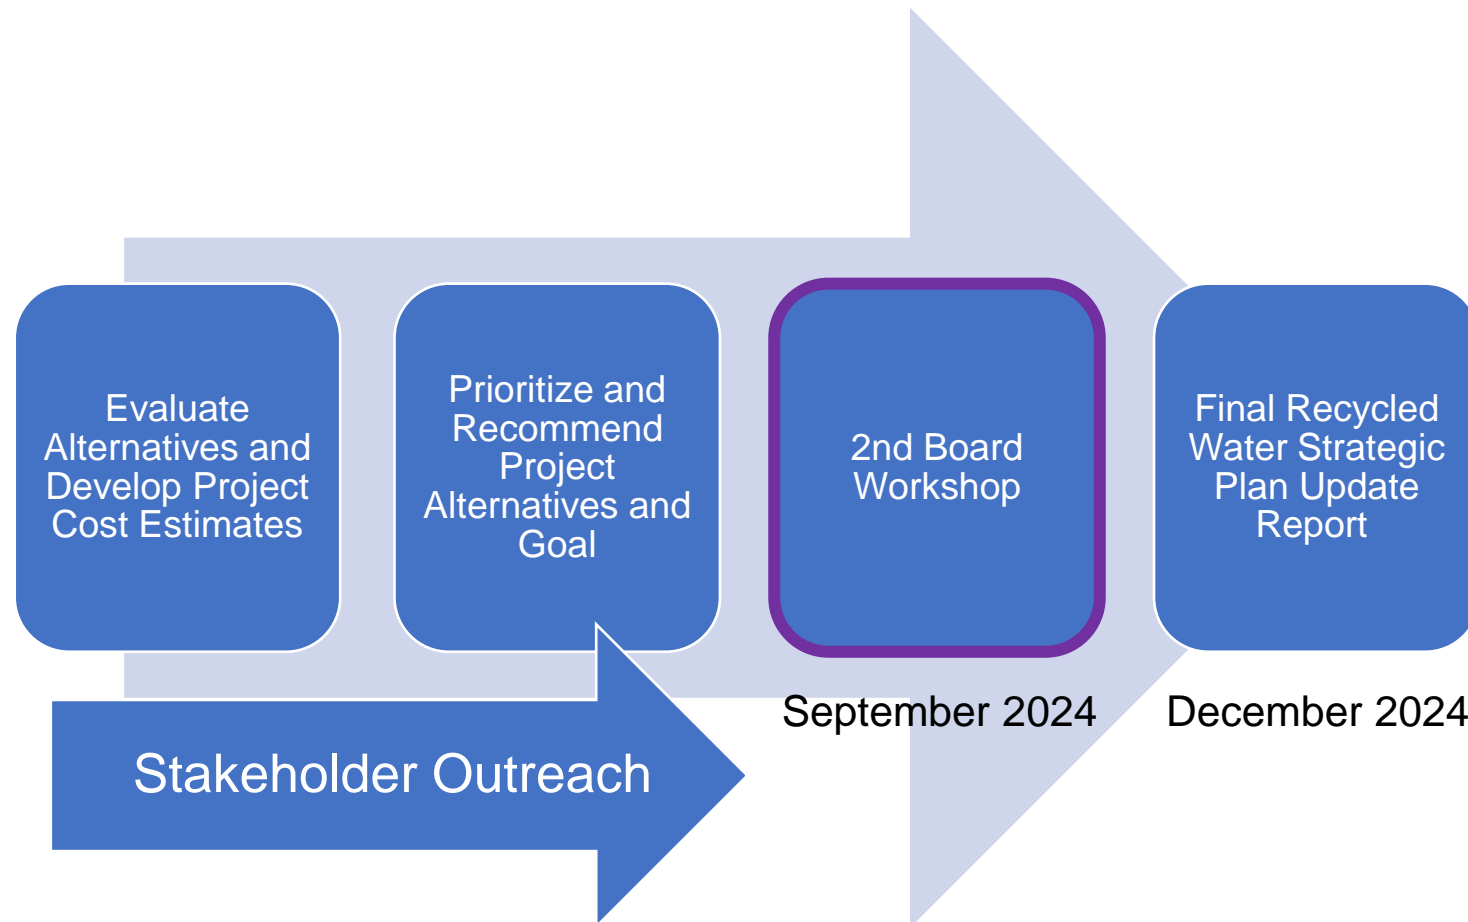 Evaluate
Alternatives and
Develop Project
Cost Estimates
Prioritize and
Recommend
Project
Alternatives and
Goal
2nd Board
Workshop
Final Recycled
Water Strategic
Plan Update
Report
September 2024
December 2024
Stakeholder Outreach